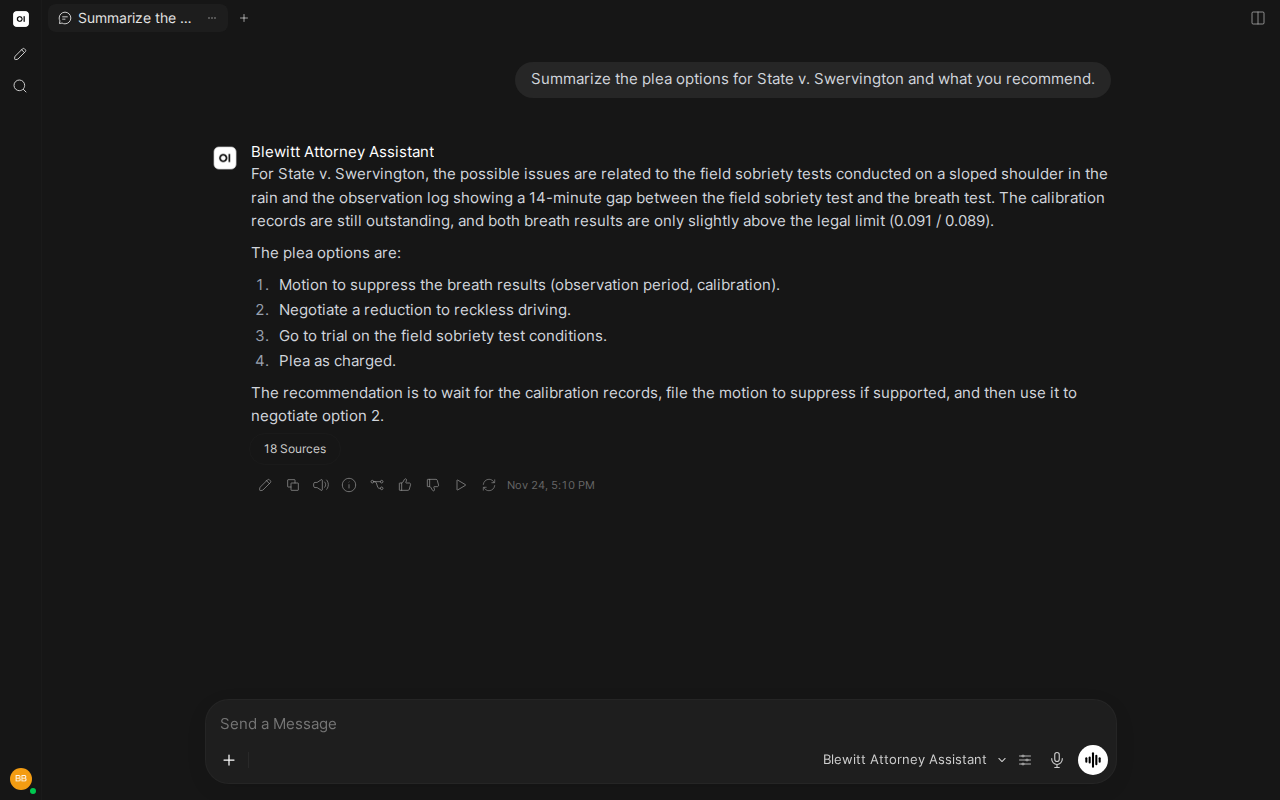 OI
Summarize the ...
Summarize the plea options for State v. Swervington and what you recommend.
OI
Blewitt Attorney Assistant
For State v. Swervington, the possible issues are related to the field sobriety tests conducted on a sloped shoulder in the
rain and the observation log showing a 14-minute gap between the field sobriety test and the breath test. The calibration
records are still outstanding, and both breath results are only slightly above the legal limit (0.091 / 0.089).
The plea options are:
1. Motion to suppress the breath results (observation period, calibration).
2. Negotiate a reduction to reckless driving.
3. Go to trial on the field sobriety test conditions.
4. Plea as charged.
The recommendation is to wait for the calibration records, file the motion to suppress if supported, and then use it to
negotiate option 2.
18 Sources
Nov 24, 5:10 PM
Send a Message
Blewitt Attorney Assistant
BB